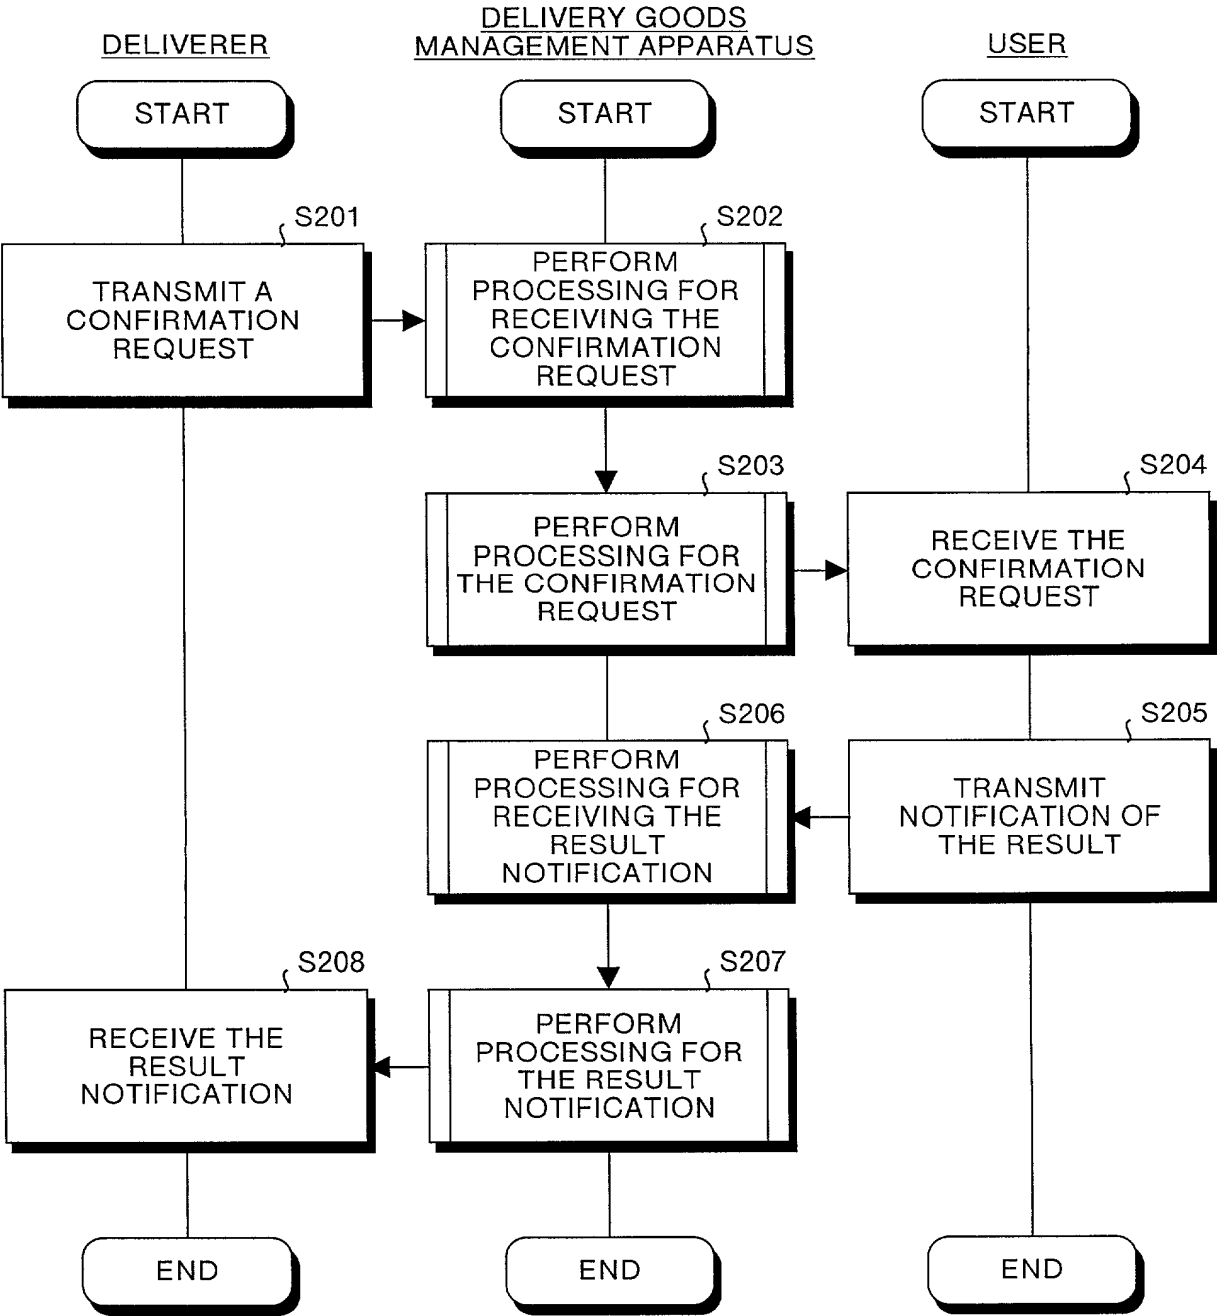 DELIVERER
DELIVERY GOODS
MANAGEMENT APPARATUS
USER
START
START
START
S201
TRANSMIT A
CONFIRMATION
REQUEST
S202
PERFORM
PROCESSING FOR
RECEIVING THE
CONFIRMATION
REQUEST
S203
PERFORM
PROCESSING FOR
THE CONFIRMATION
REQUEST
S204
RECEIVE THE
CONFIRMATION
REQUEST
S206
PERFORM
PROCESSING FOR
RECEIVING THE
RESULT
NOTIFICATION
S205
TRANSMIT
NOTIFICATION OF
THE RESULT
S208
RECEIVE THE
RESULT
NOTIFICATION
S207
PERFORM
PROCESSING FOR
THE RESULT
NOTIFICATION
END
END
END